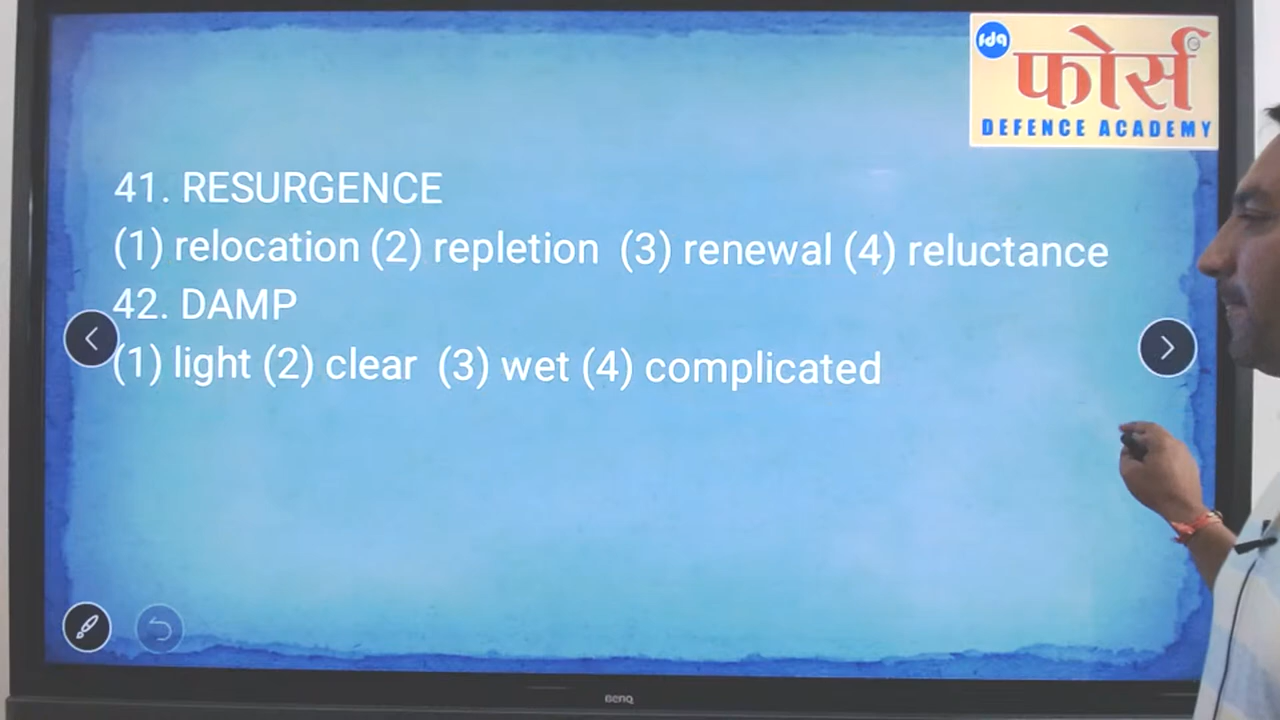 fdq
फोर्स
DEFENCE ACADEMY
41. RESURGENCE
(1) relocation (2) repletion (3) renewal (4) reluctance
42. DAMP
(1) light (2) clear (3) wet (4) complicated
BenQ